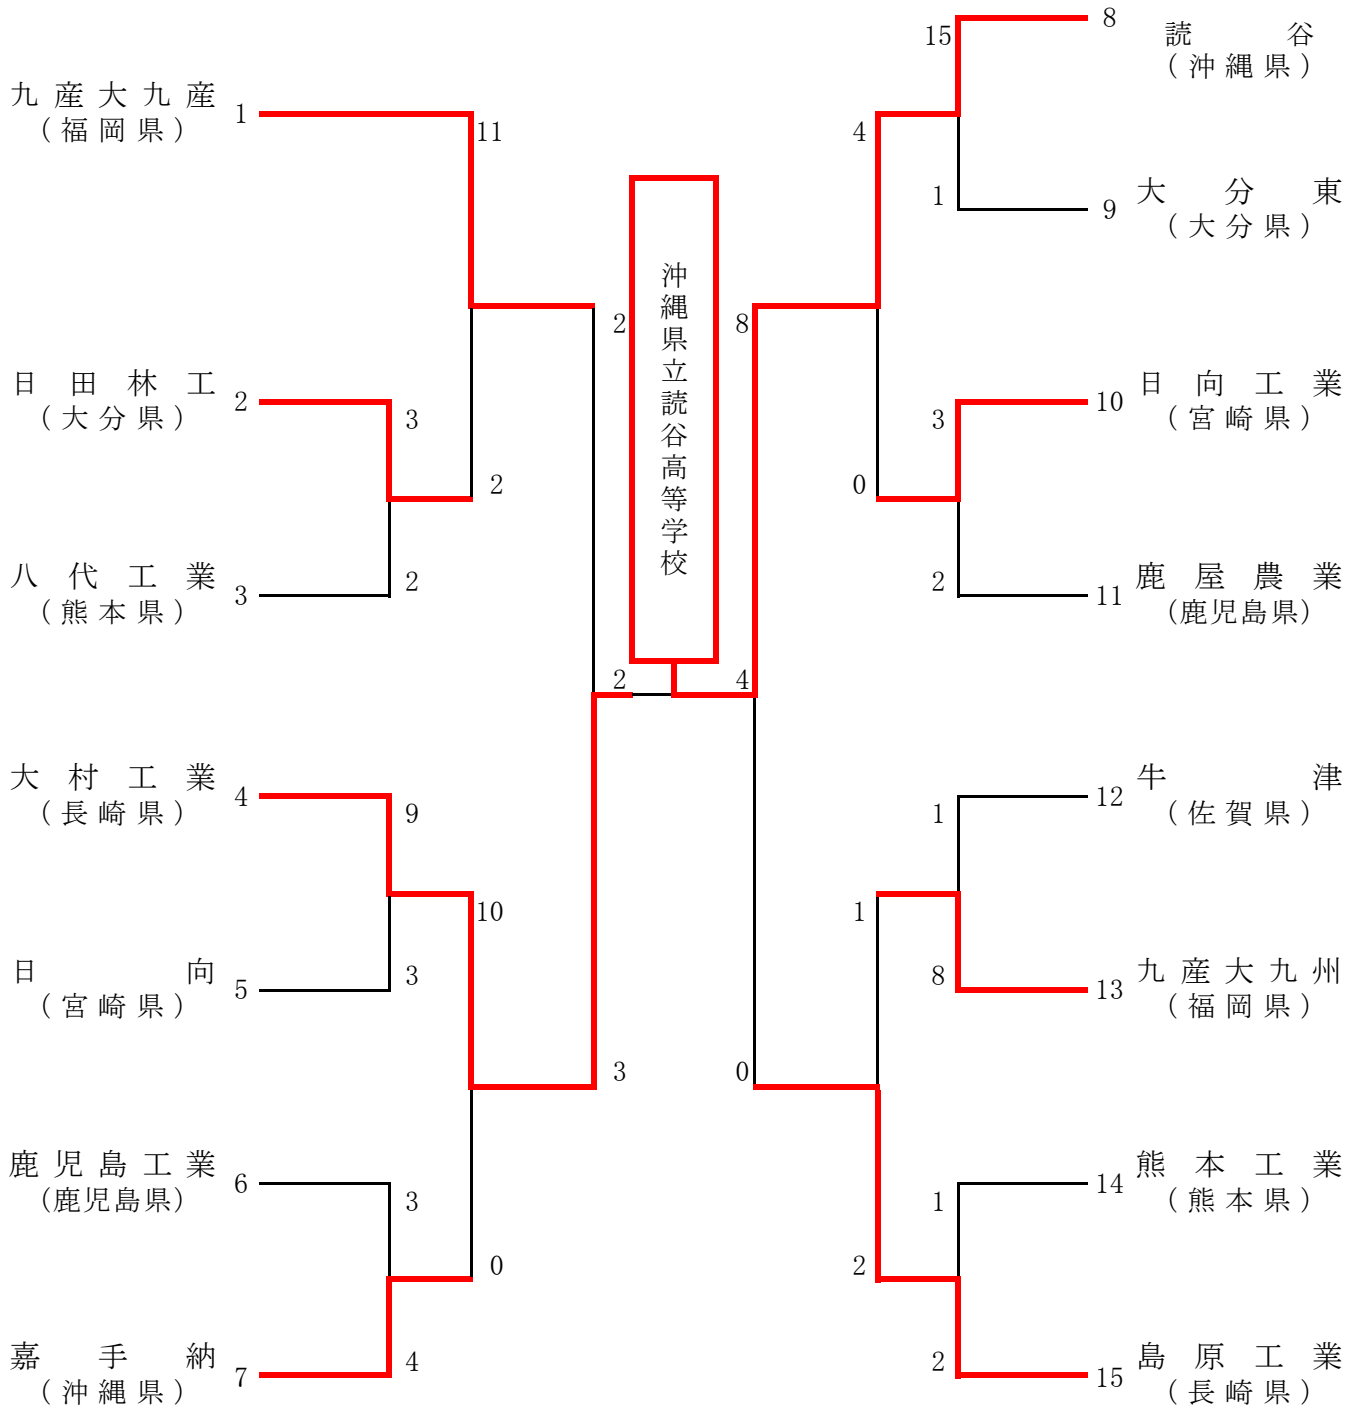 九産大九産 1
(福岡県)
11
日田林工 2
(大分県)
3
2
八代工業 3
(熊本県)
2
2
大村工業 4
(長崎県)
9
10
日向 5
(宮崎県)
3
3
鹿児島工業 6
(鹿児島県)
3
0
嘉手納 7
(沖縄県)
4
2
沖縄県立読谷高等学校
4
8
15
8 読谷
(沖縄県)
4
1
9 大分東
(大分県)
3
10 日向工業
(宮崎県)
0
2
11 鹿屋農業
(鹿児島県)
1
12 牛津
(佐賀県)
1
8
13 九産大九州
(福岡県)
0
1
14 熊本工業
(熊本県)
2
2
15 島原工業
(長崎県)